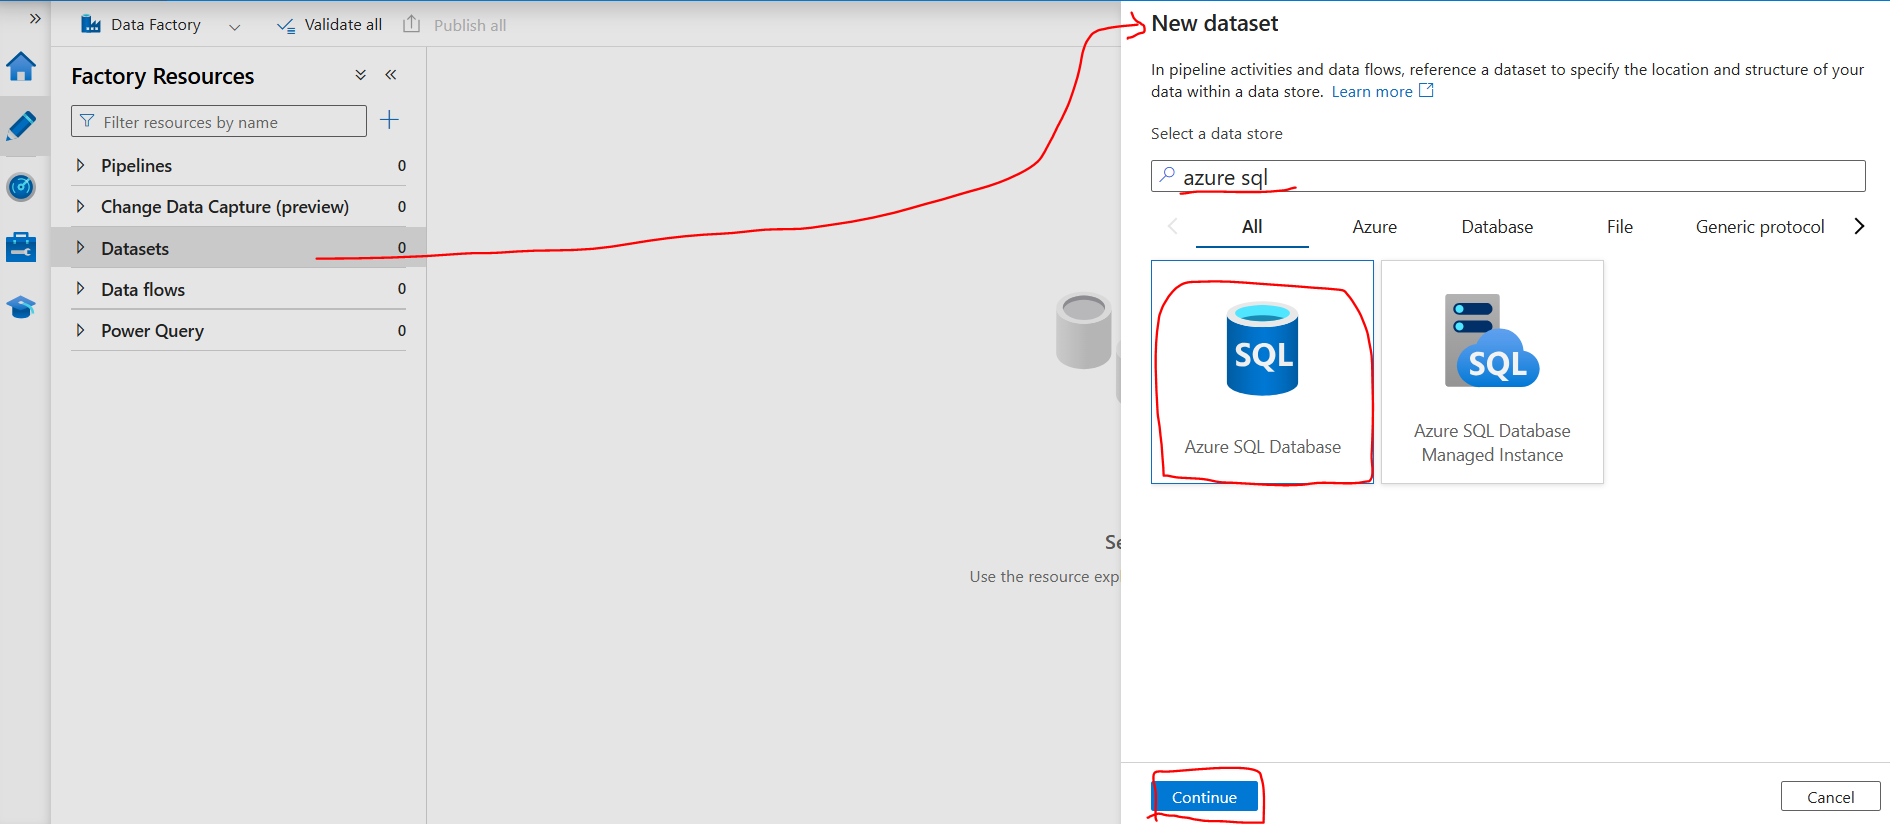 Data Factory
Validate all
Publish all
Factory Resources
Filter resources by name
Pipelines 0
Change Data Capture (preview) 0
Datasets 0
Data flows 0
Power Query 0
Use the resource
New dataset
In pipeline activities and data flows, reference a dataset to specify the location and structure of your
data within a data store. Learn more
Select a data store
azure sql
All Azure Database File Generic protocol
SQL
Azure SQL Database
SQL
Azure SQL Database
Managed Instance
Continue
Cancel